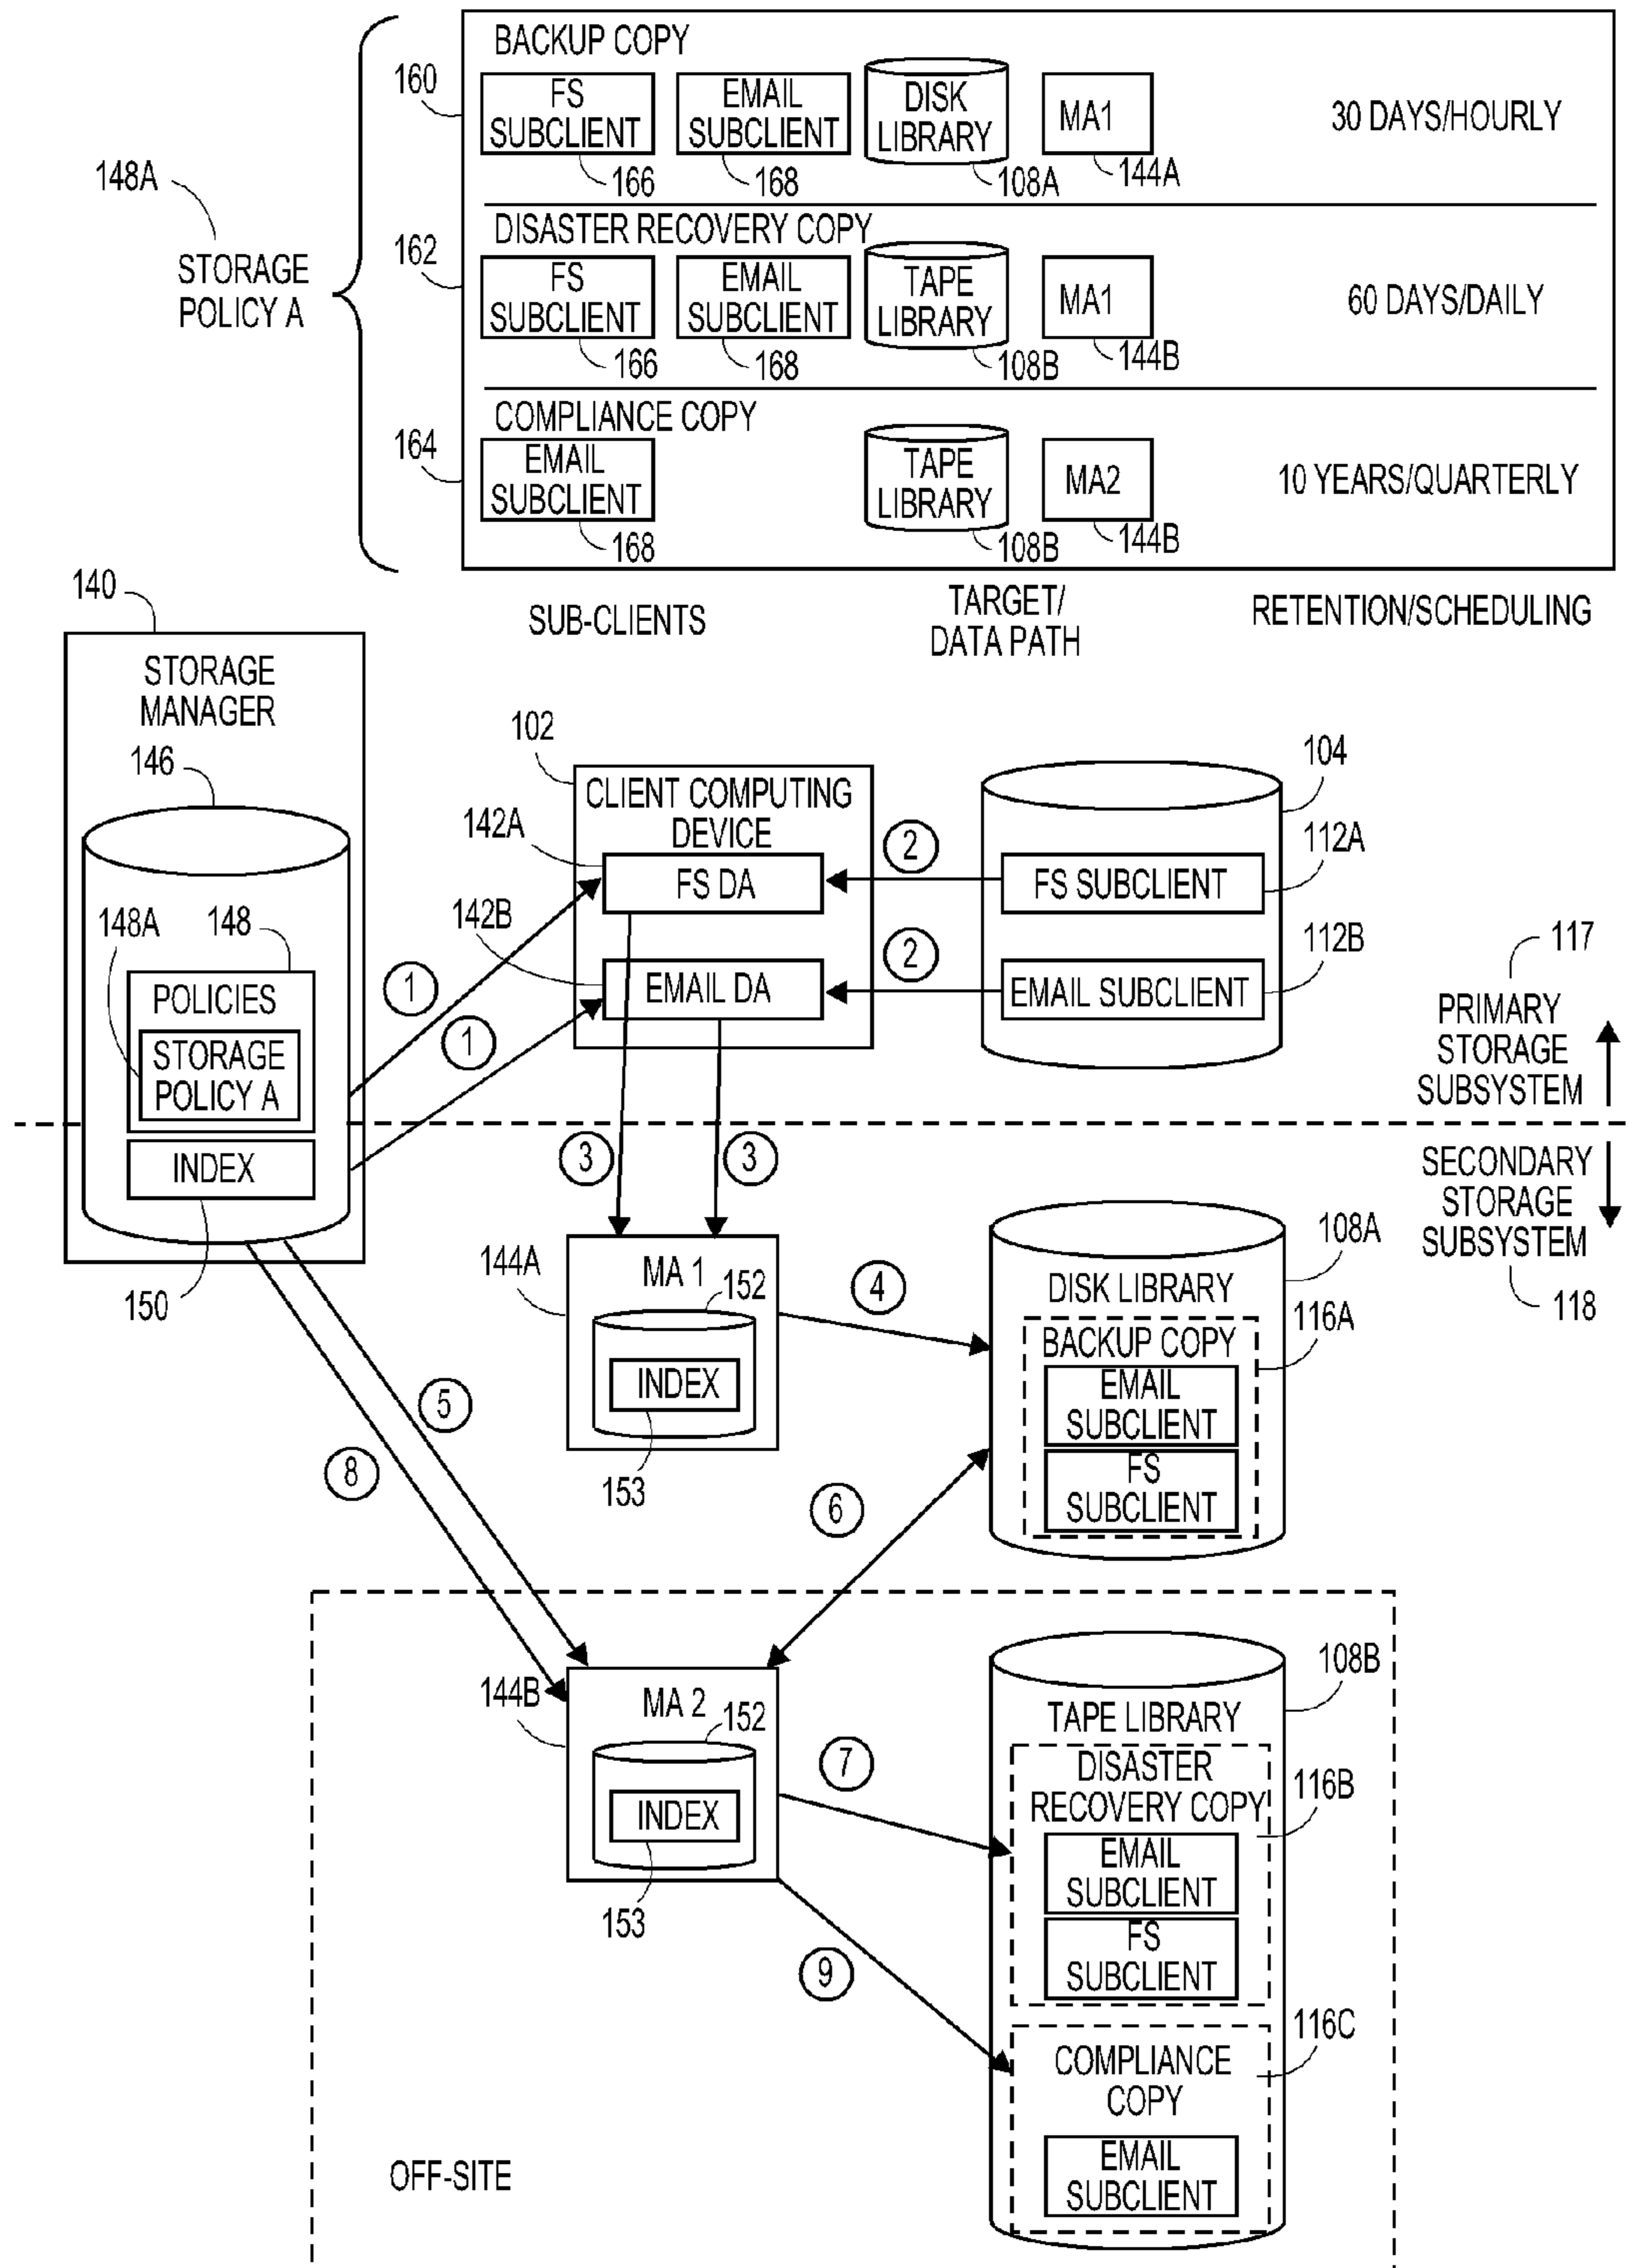 BACKUP COPY
160
FS
SUBCLIENT
166
EMAIL
SUBCLIENT
168
DISK
LIBRARY
108A
MA1
144A
30 DAYS/HOURLY
148A
STORAGE
POLICY A
DISASTER RECOVERY COPY
162
FS
SUBCLIENT
166
EMAIL
SUBCLIENT
168
TAPE
LIBRARY
108B
MA1
144B
60 DAYS/DAILY
COMPLIANCE COPY
164
EMAIL
SUBCLIENT
168
TAPE
LIBRARY
108B
MA2
144B
10 YEARS/QUARTERLY
SUB-CLIENTS
TARGET/
DATA PATH
RETENTION/SCHEDULING
140
STORAGE
MANAGER
146
148A
148
POLICIES
STORAGE
POLICY A
INDEX
150
1
1
102
CLIENT COMPUTING
DEVICE
142A
FS DA
142B
EMAIL DA
2
2
104
112A
FS SUBCLIENT
112B
EMAIL SUBCLIENT
117
PRIMARY
STORAGE
SUBSYSTEM
SECONDARY
STORAGE
SUBSYSTEM
118
3
3
144A
MA 1
152
INDEX
153
4
108A
DISK LIBRARY
116A
BACKUP COPY
EMAIL
SUBCLIENT
FS
SUBCLIENT
5
8
6
144B
MA 2
152
INDEX
153
7
9
108B
TAPE LIBRARY
DISASTER
RECOVERY COPY
116B
EMAIL
SUBCLIENT
FS
SUBCLIENT
116C
COMPLIANCE
COPY
EMAIL
SUBCLIENT
OFF-SITE